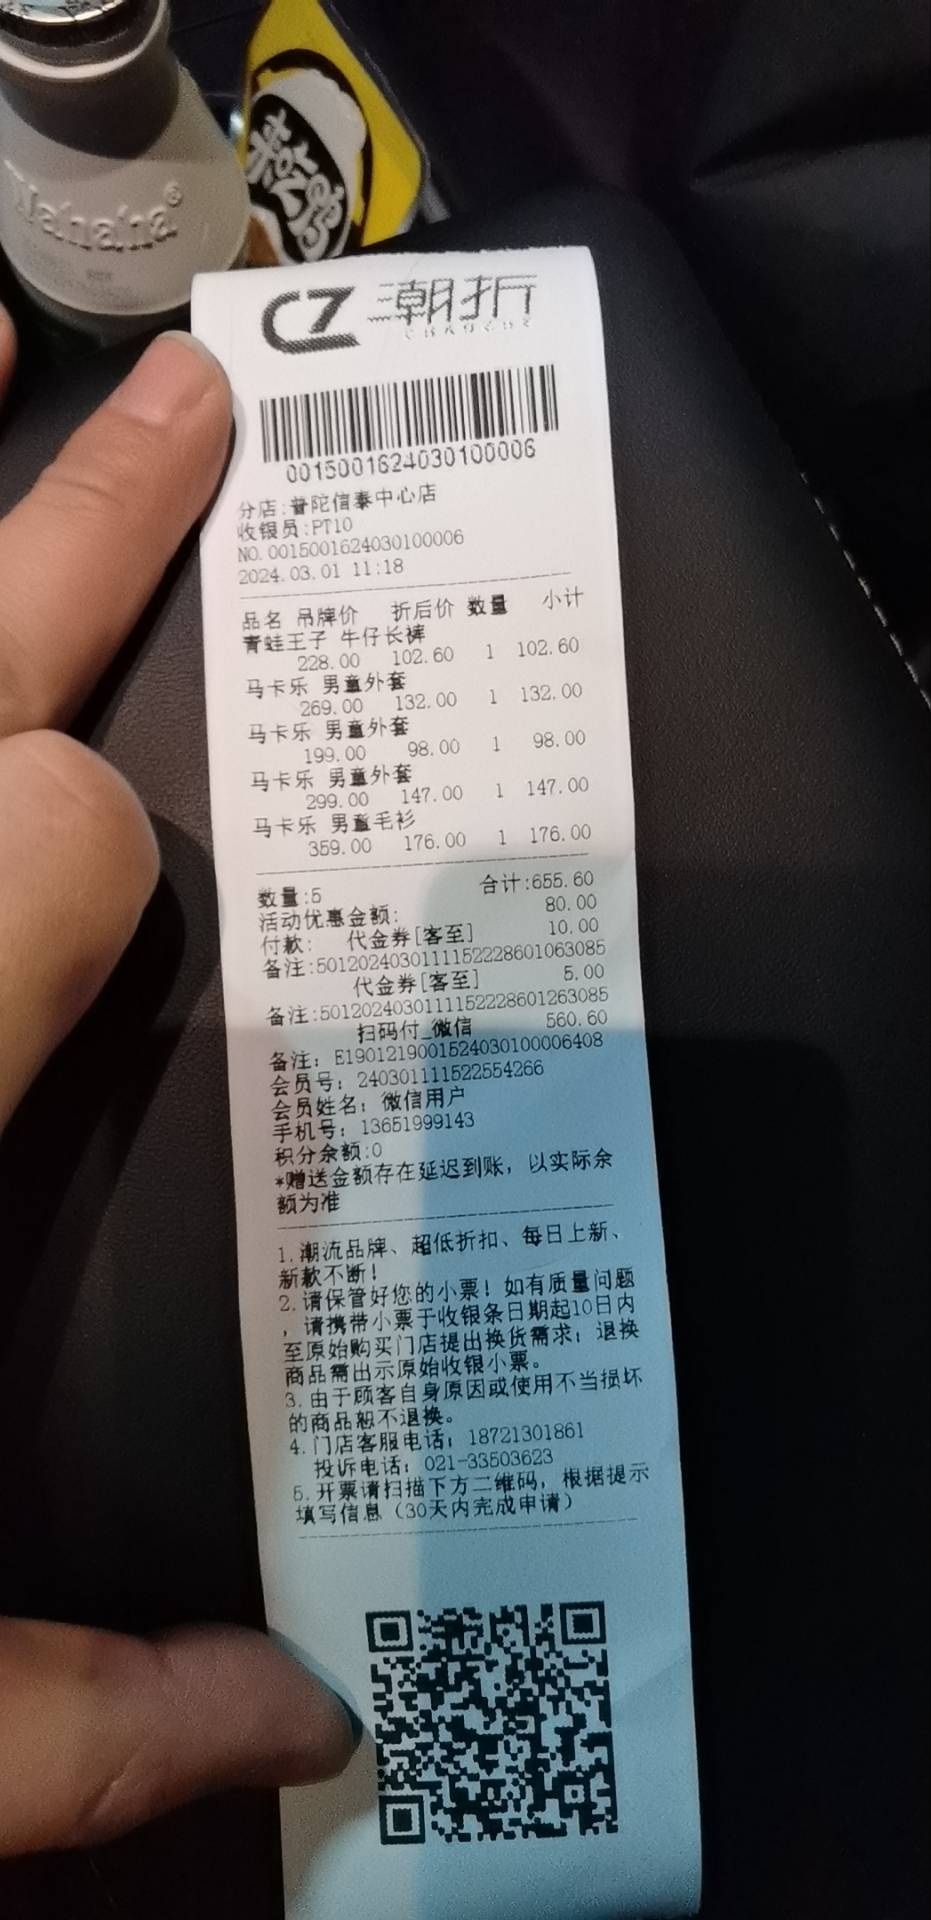 Wahaha®
来吃鸡
CZ 潮折
CHAOZHE
0015001624030100006
分店:普陀信泰中心店
收银员:PT10
NO.0015001624030100006
2024.03.01 11:18
品名 吊牌价 折后价 数量 小计
青蛙王子 牛仔长裤
228.00 102.60 1 102.60
马卡乐 男童外套
269.00 132.00 1 132.00
马卡乐 男童外套
199.00 98.00 1 98.00
马卡乐 男童外套
299.00 147.00 1 147.00
马卡乐 男童毛衫
359.00 176.00 1 176.00
数量:5 合计:655.60
活动优惠金额: 80.00
付款: 代金券[客至] 10.00
备注:5012024030111152228601063085
代金券[客至] 5.00
备注:5012024030111152228601263085
扫码付_微信 560.60
备注: E1901219001524030100006408
会员号: 240301111522554266
会员姓名: 微信用户
手机号: 13651999143
积分余额:0
*赠送金额存在延迟到账, 以实际余
额为准
1.潮流品牌、超低折扣、每日上新、
新款不断!
2.请保管好您的小票! 如有质量问题
, 请携带小票于收银条日期起10日内
至原始购买门店提出换货需求; 退换
商品需出示原始收银小票。
3.由于顾客自身原因或使用不当损坏
的商品恕不退换。
4.门店客服电话: 18721301861
投诉电话: 021-33503623
5.开票请扫描下方二维码, 根据提示
填写信息 (30天内完成申请)